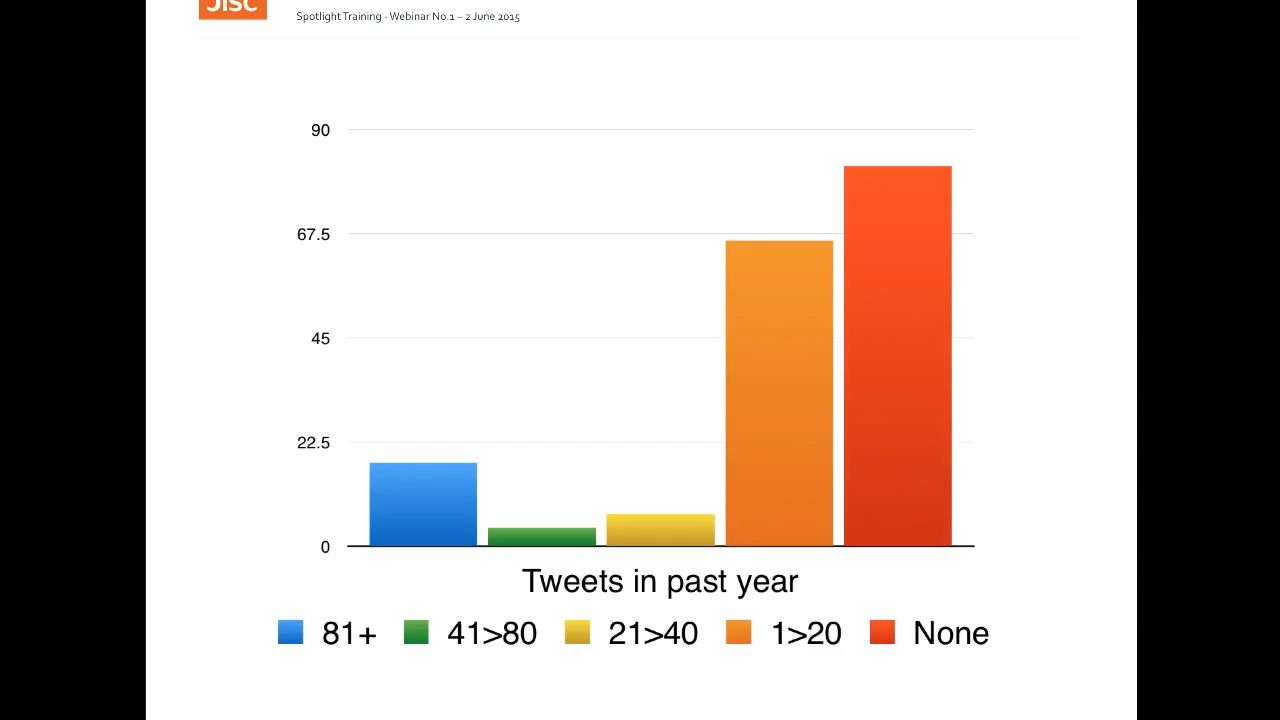 Jisc
Spotlight Training - Webinar No.1 – 2 June 2015
90
67.5
45
22.5
0
Tweets in past year
81+ 41>80 21>40 1>20 None